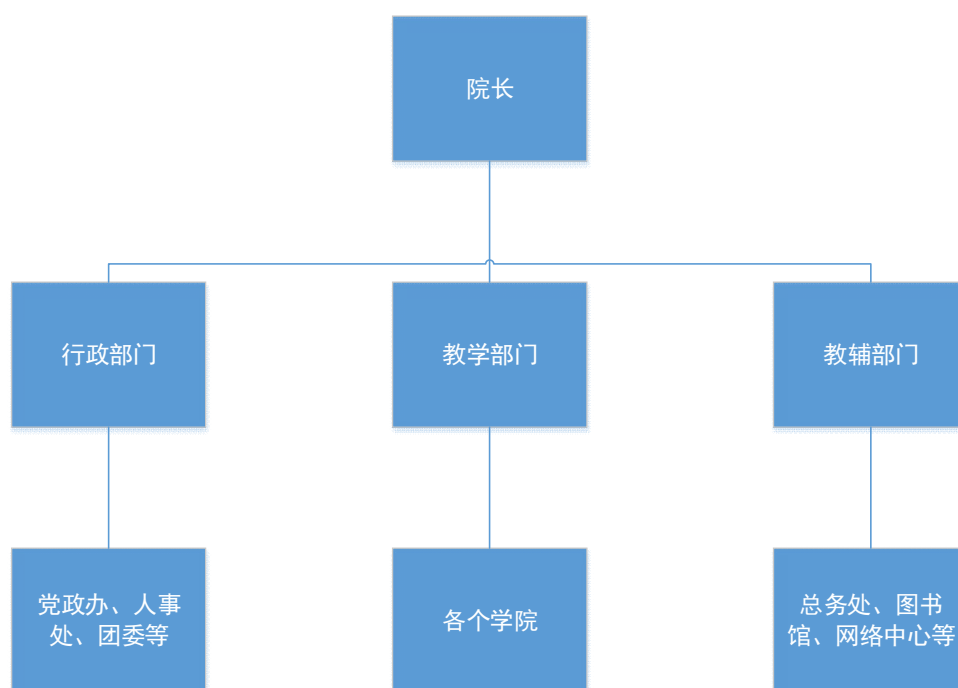 院长
行政部门
教学部门
教辅部门
党政办、人事
处、团委等
各个学院
总务处、图书
馆、网络中心等